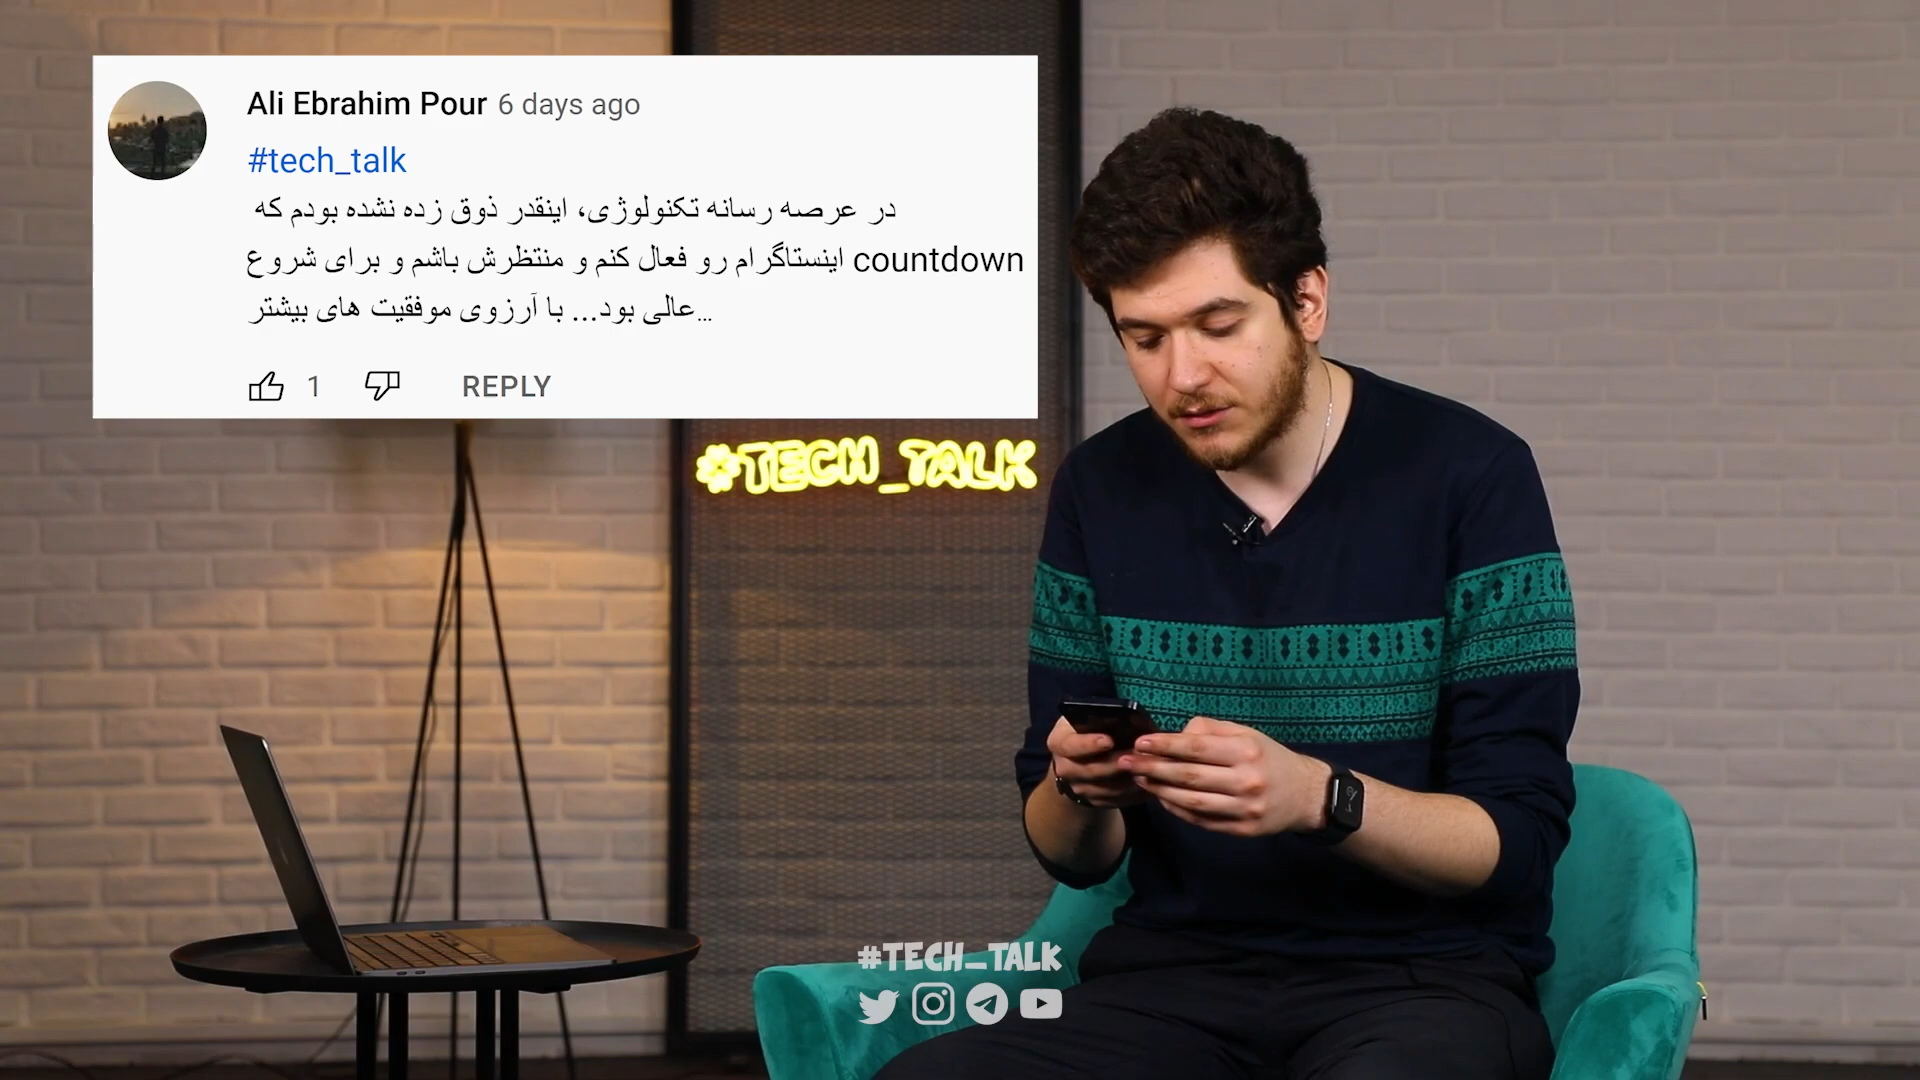 Ali Ebrahim Pour 6 days ago
#tech_talk
در عرصه رسانه تکنولوژی، اینقدر ذوق زده نشده بودم که
countdown اینستاگرام رو فعال کنم و منتظرش باشم و برای شروع
عالی بود... با آرزوی موفقیت های بیشتر...
1 REPLY
#TECH_TALK
#TECH_TALK